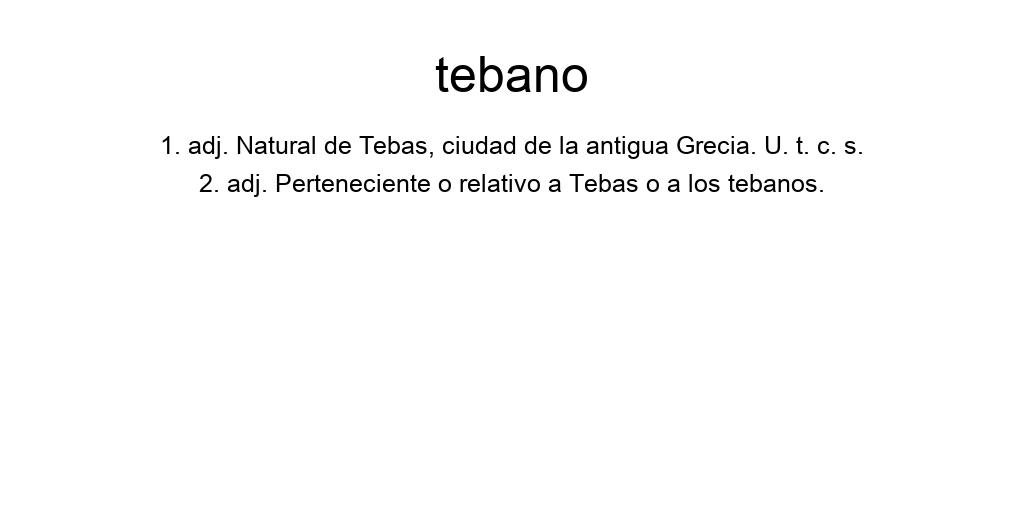 tebano
1. adj. Natural de Tebas, ciudad de la antigua Grecia. U. t. c. s.
2. adj. Perteneciente o relativo a Tebas o a los tebanos.